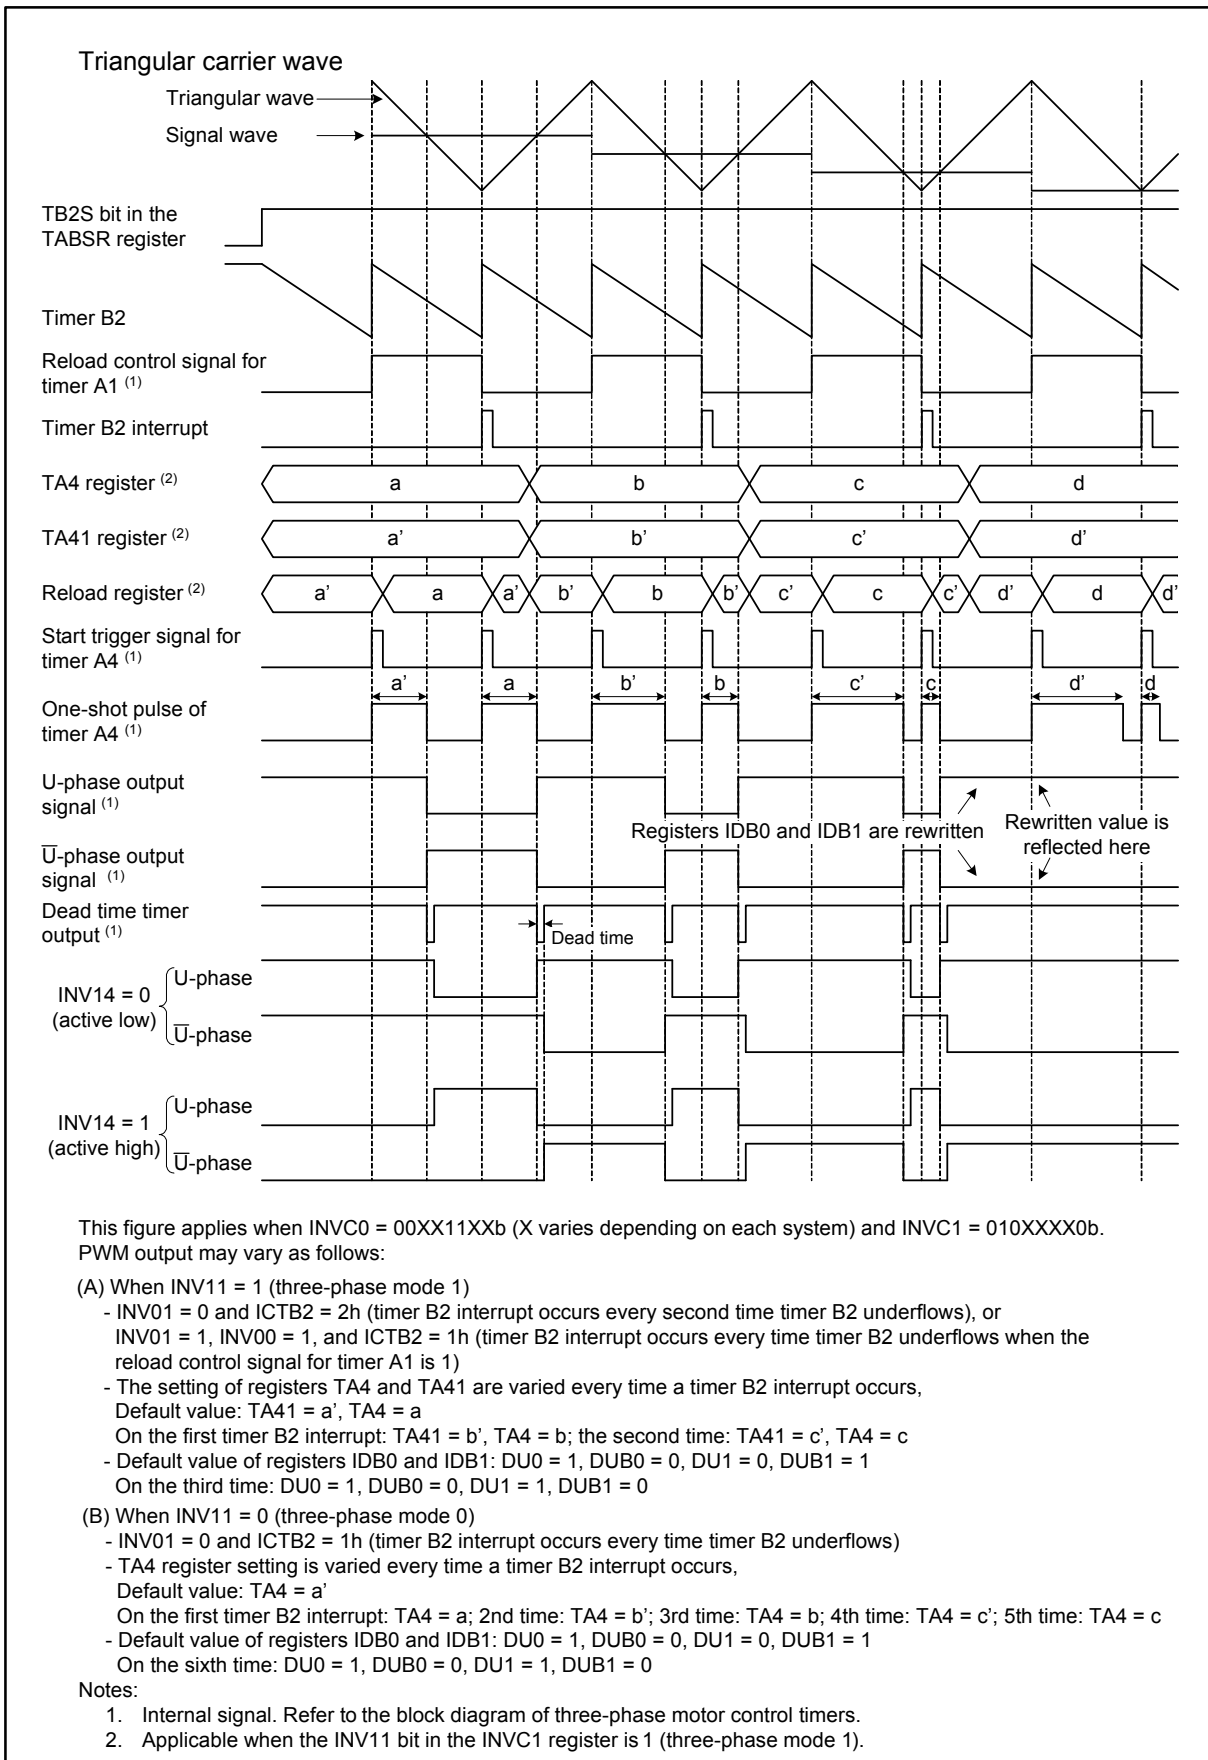 Triangular carrier wave
Triangular wave
Signal wave
TB2S bit in the
TABSR register
Timer B2
Reload control signal for
timer A1 (1)
Timer B2 interrupt
TA4 register (2)
a b c d
TA41 register (2)
a’ b’ c’ d’
Reload register (2)
a’ a a’ b’ b b’ c’ c c’ d’ d d’
Start trigger signal for
timer A4 (1)
a’ a b’ b c’ c d’ d
One-shot pulse of
timer A4 (1)
U-phase output
signal (1)
Registers IDB0 and IDB1 are rewritten
Rewritten value is
reflected here
U̅-phase output
signal (1)
Dead time timer
output (1)
Dead time
INV14 = 0
(active low)
U-phase
U̅-phase
INV14 = 1
(active high)
U-phase
U̅-phase
This figure applies when INVC0 = 00XX11XXb (X varies depending on each system) and INVC1 = 010XXXX0b.
PWM output may vary as follows:
(A) When INV11 = 1 (three-phase mode 1)
- INV01 = 0 and ICTB2 = 2h (timer B2 interrupt occurs every second time timer B2 underflows), or
INV01 = 1, INV00 = 1, and ICTB2 = 1h (timer B2 interrupt occurs every time timer B2 underflows when the
reload control signal for timer A1 is 1)
- The setting of registers TA4 and TA41 are varied every time a timer B2 interrupt occurs,
Default value: TA41 = a’, TA4 = a
On the first timer B2 interrupt: TA41 = b’, TA4 = b; the second time: TA41 = c’, TA4 = c
- Default value of registers IDB0 and IDB1: DU0 = 1, DUB0 = 0, DU1 = 0, DUB1 = 1
On the third time: DU0 = 1, DUB0 = 0, DU1 = 1, DUB1 = 0
(B) When INV11 = 0 (three-phase mode 0)
- INV01 = 0 and ICTB2 = 1h (timer B2 interrupt occurs every time timer B2 underflows)
- TA4 register setting is varied every time a timer B2 interrupt occurs,
Default value: TA4 = a’
On the first timer B2 interrupt: TA4 = a; 2nd time: TA4 = b’; 3rd time: TA4 = b; 4th time: TA4 = c’; 5th time: TA4 = c
- Default value of registers IDB0 and IDB1: DU0 = 1, DUB0 = 0, DU1 = 0, DUB1 = 1
On the sixth time: DU0 = 1, DUB0 = 0, DU1 = 1, DUB1 = 0
Notes:
1. Internal signal. Refer to the block diagram of three-phase motor control timers.
2. Applicable when the INV11 bit in the INVC1 register is 1 (three-phase mode 1).